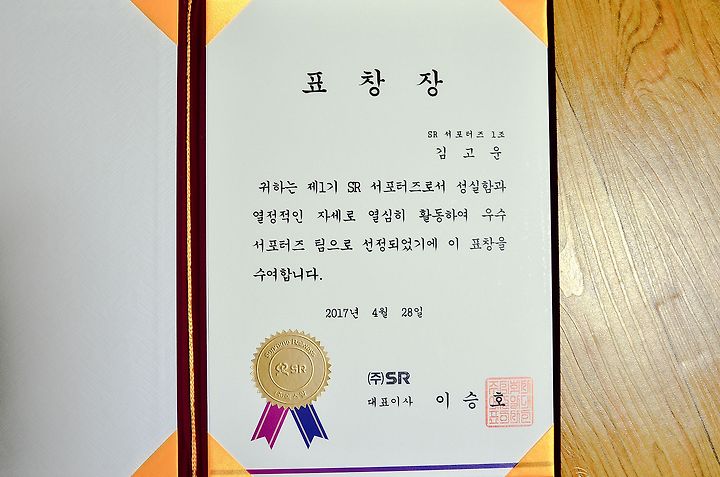 표 창 장
SR 서포터즈 1조
김 고 운
귀하는 제1기 SR 서포터즈로서 성실함과
열정적인 자세로 열심히 활동하여 우수
서포터즈 팀으로 선정되었기에 이 표창을
수여합니다.
2017년 4월 28일
SR
(주)SR
대표이사 이 승 호